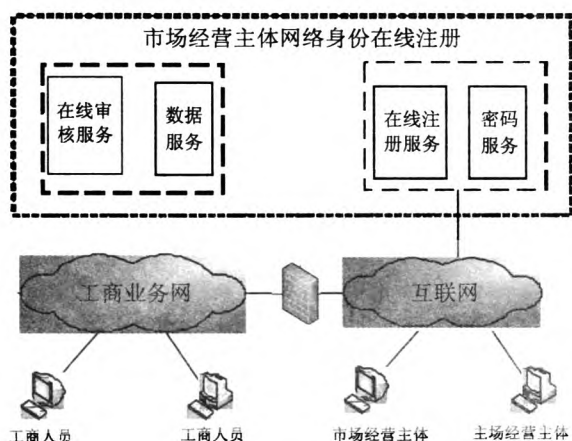 市场经营主体网络身份在线注册
在线审
核服务
数据
服务
在线注
册服务
密码
服务
工商业务网
互联网
工商人员
工商人员
市场经营主体
主场经营主体